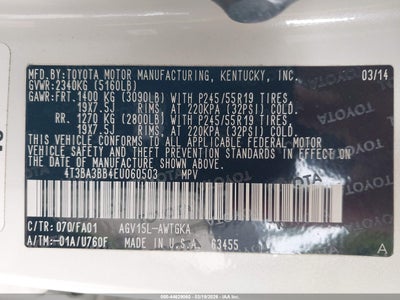 MFD. BY:
TOYOTA MOTOR MANUFACTURING, KENTUCKY, INC. 03/14
GVWR: 2340KG (5160LB)
GAWR: FRT. 1400 KG (3090LB) WITH P245/55R19 TIRES,
19X7.5J RIMS, AT 220KPA (32PSI) COLD.
RR. 1270 KG (2800LB) WITH P245/55R19 TIRES,
19X7.5J RIMS, AT 220KPA (32PSI) COLD.
THIS VEHICLE CONFORMS TO ALL APPLICABLE FEDERAL MOTOR
VEHICLE SAFETY AND THEFT PREVENTION STANDARDS IN EFFECT
ON THE DATE OF MANUFACTURE SHOWN ABOVE.
4T3BA3BB4EU060503 MPV
C/TR: 070/FA01 AGV15L-AWTGKA
A/TM: -01A/U760F MADE IN U.S.A. 63455
A
TOYOTA
TOYOTA
TOYOTA